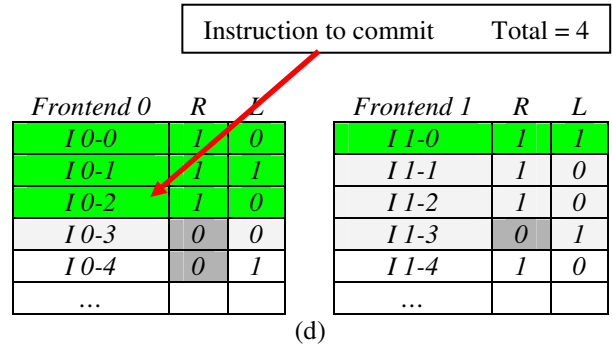 Instruction to commit Total = 4
Frontend 0 R L
I 0-0 1 0
I 0-1 1 1
I 0-2 1 0
I 0-3 0 0
I 0-4 0 1
...
Frontend 1 R L
I 1-0 1 1
I 1-1 1 0
I 1-2 1 0
I 1-3 0 1
I 1-4 1 0
...
(d)